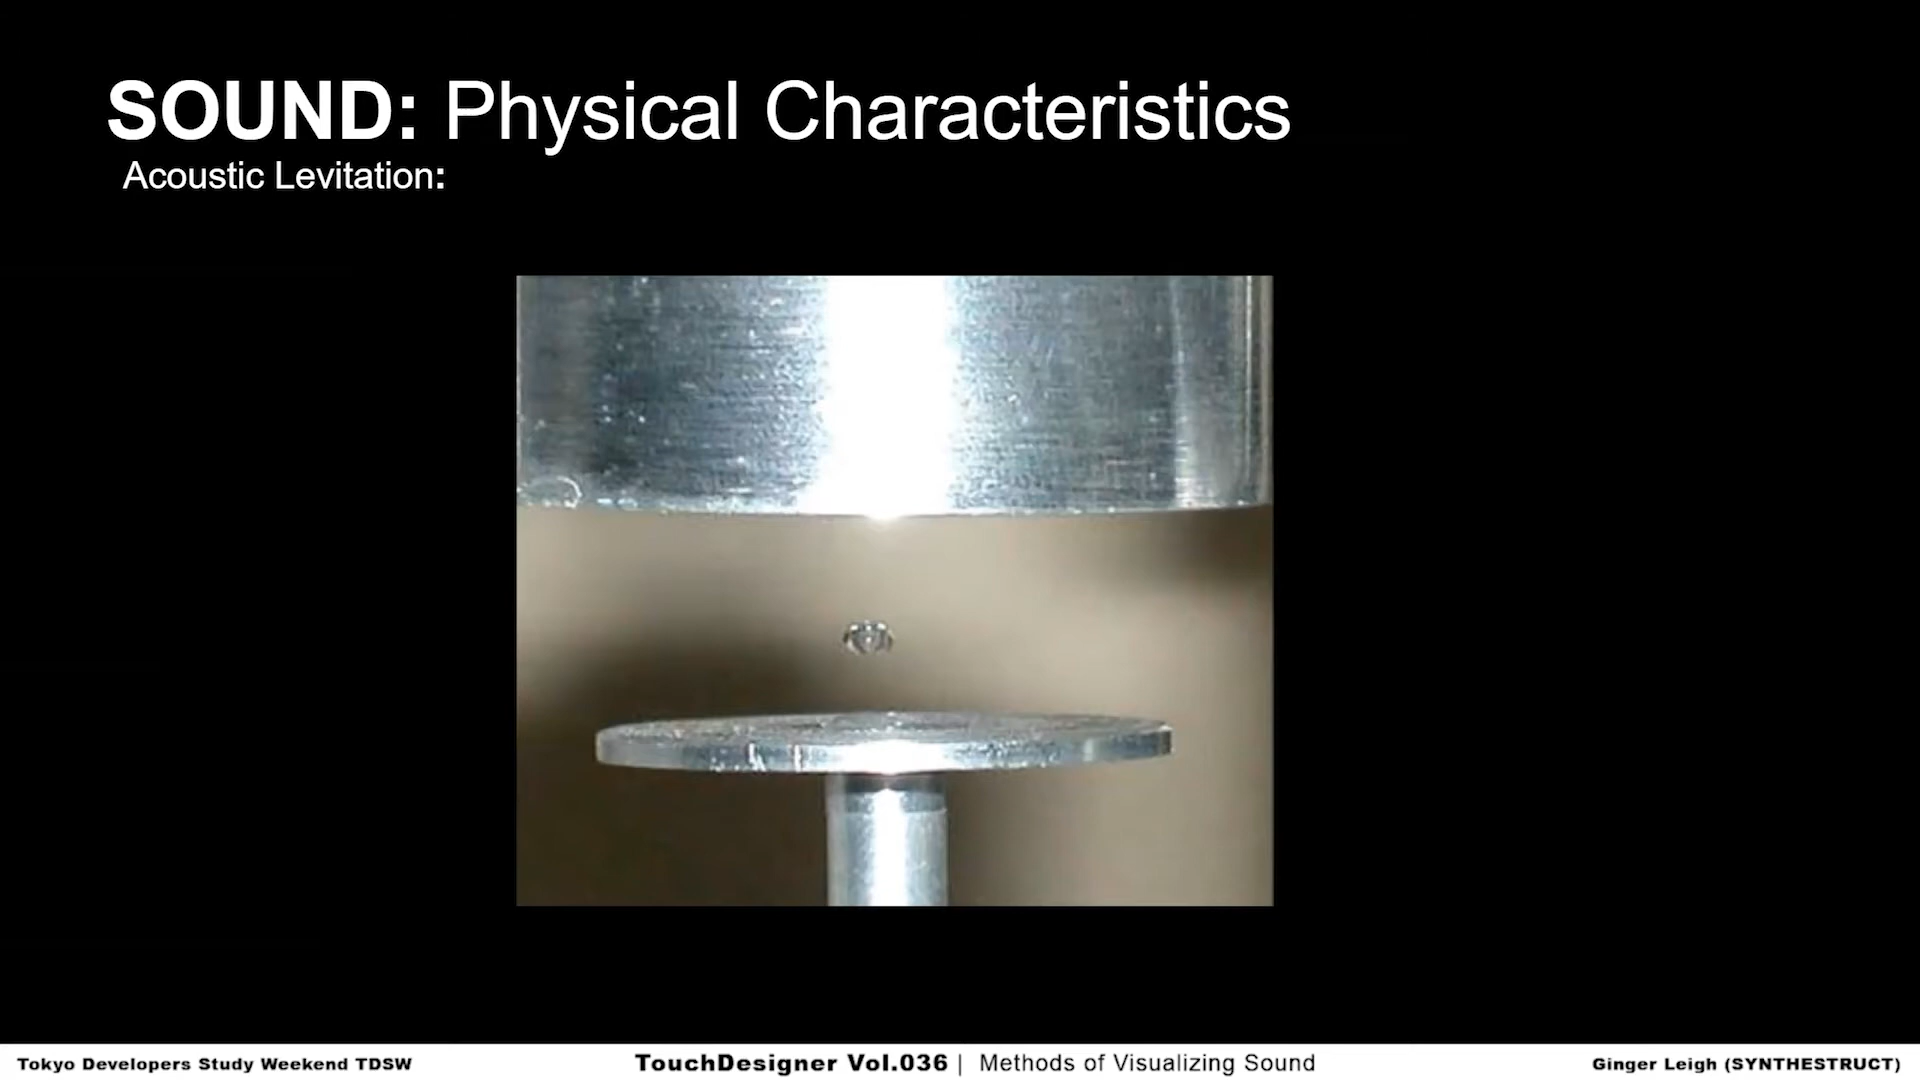 SOUND: Physical Characteristics
Acoustic Levitation:
Tokyo Developers Study Weekend TDSW
TouchDesigner Vol.036 | Methods of Visualizing Sound
Ginger Leigh (SYNTHESTRUCT)